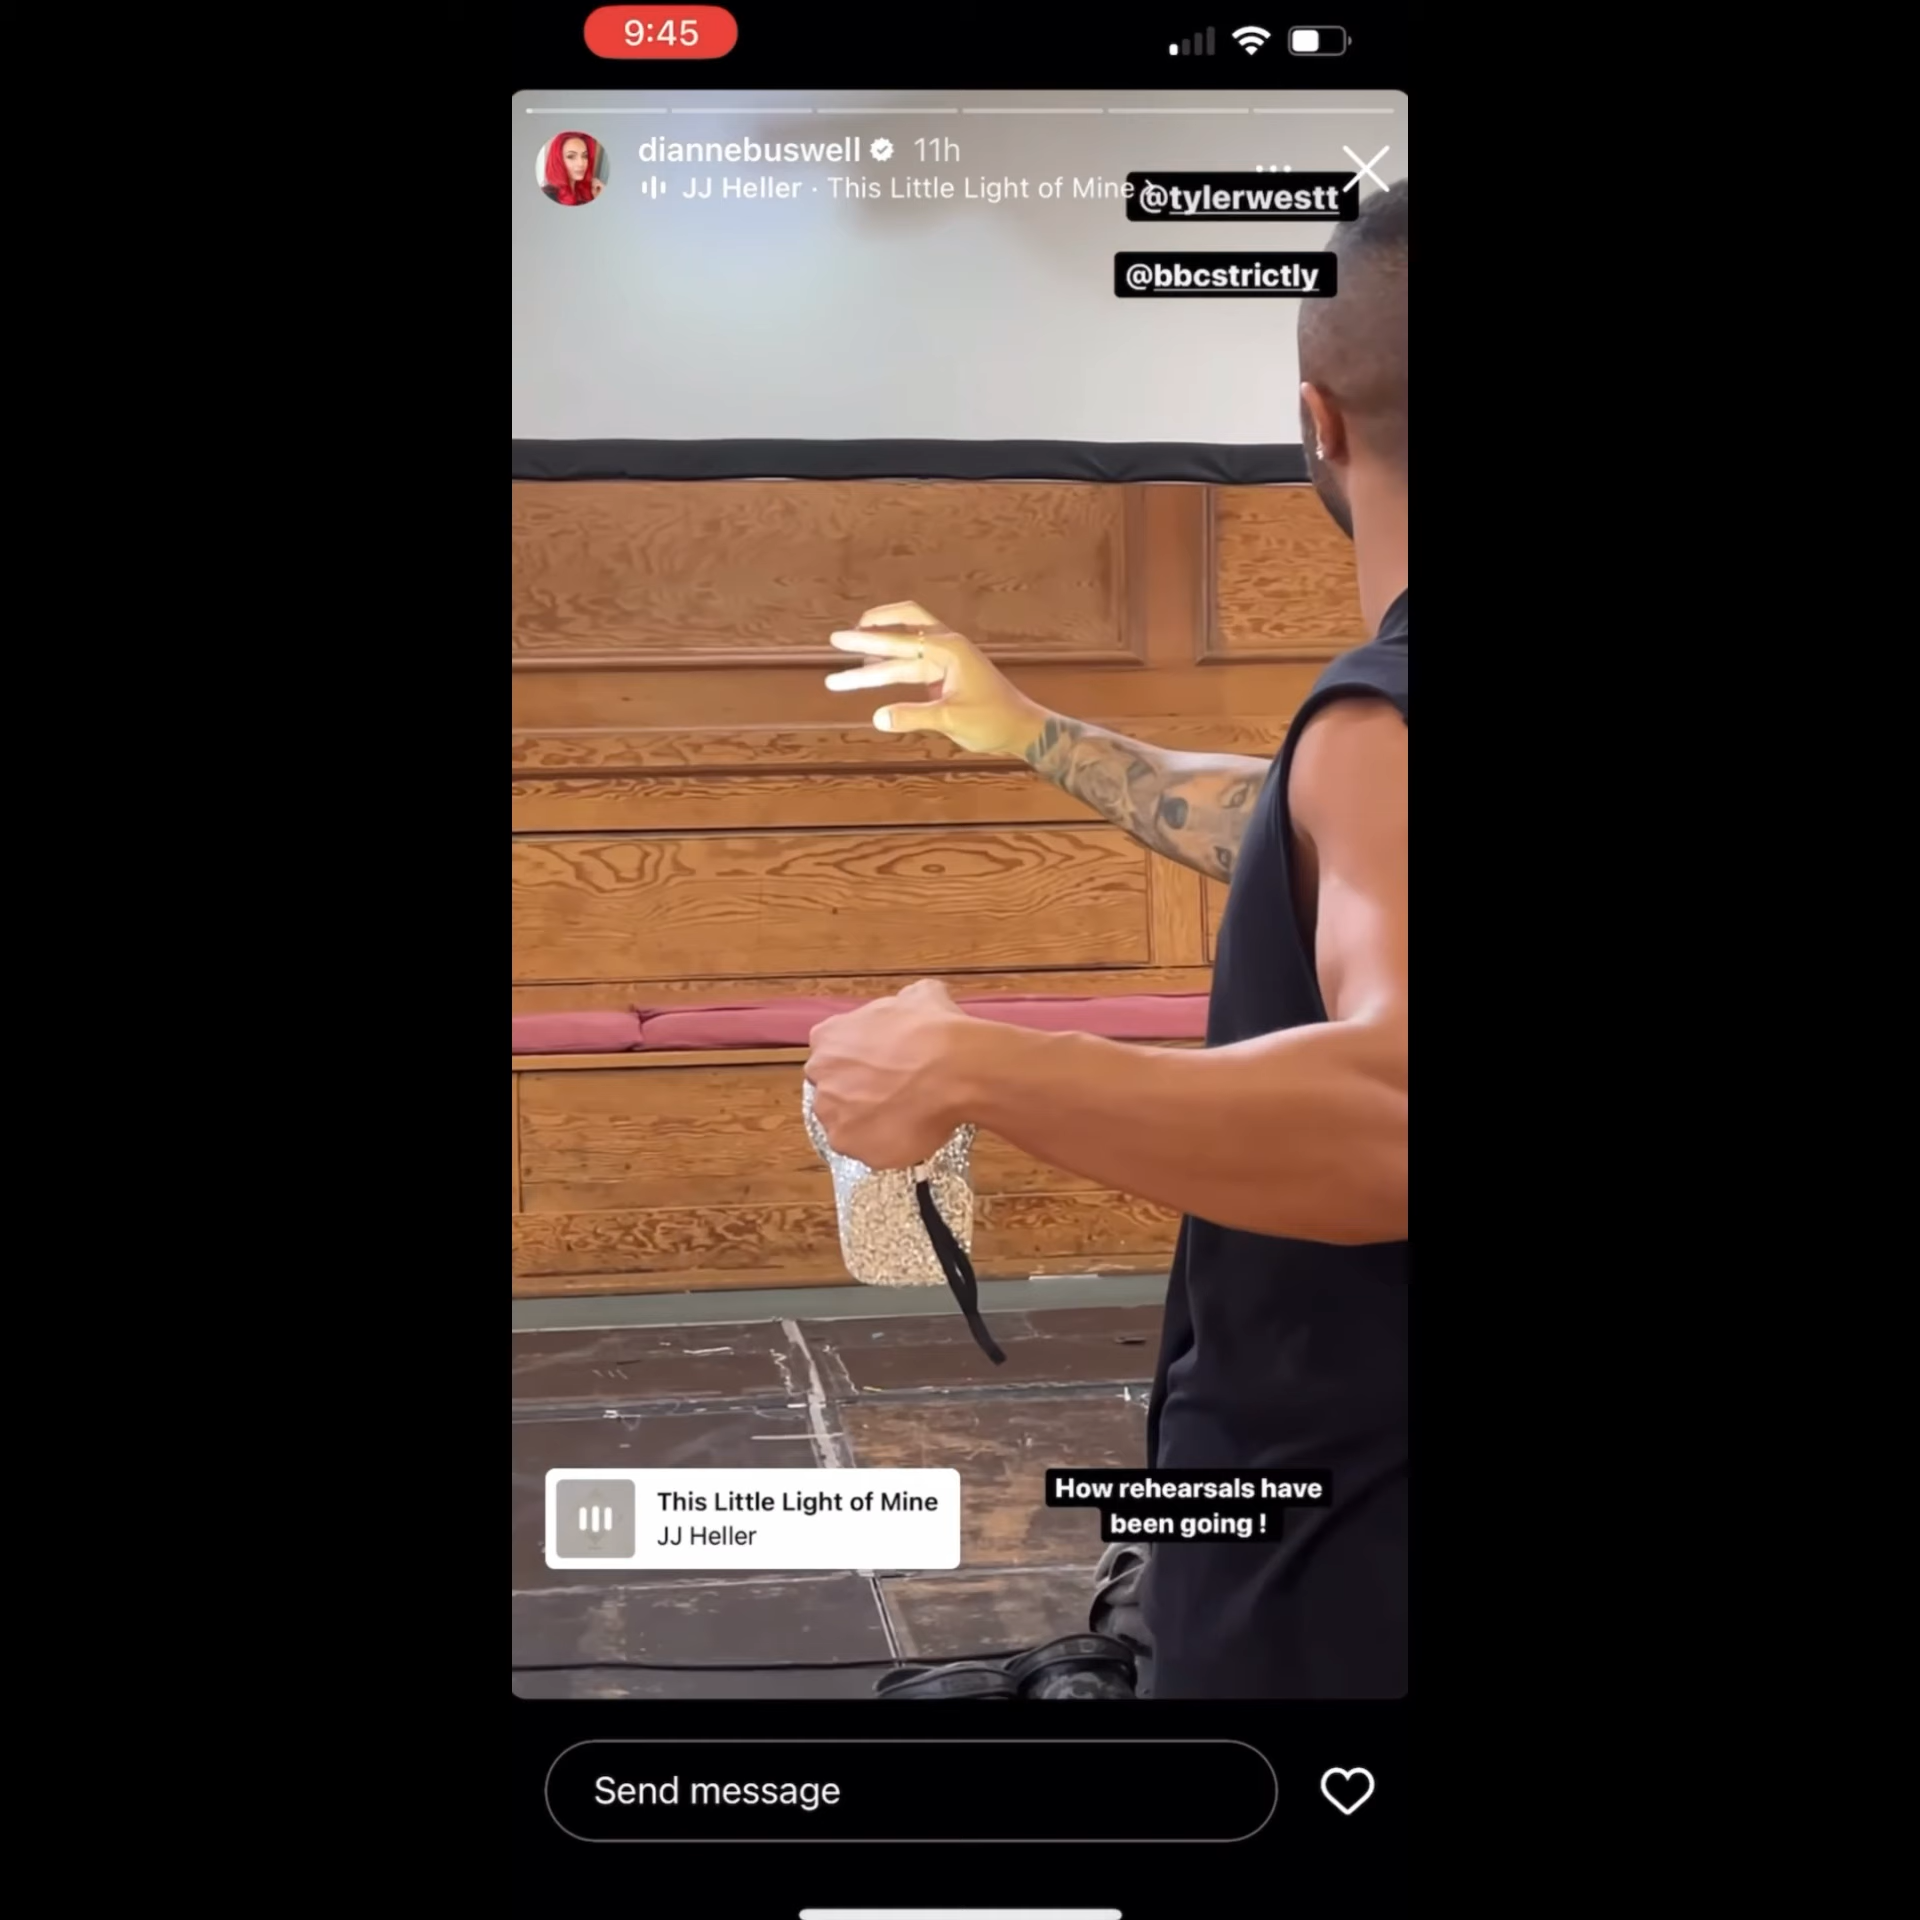 9:45
diannebuswell 11h
JJ Heller · This Little Light of Mine
@tylerwestt
@bbcstrictly
This Little Light of Mine
JJ Heller
How rehearsals have
been going !
Send message